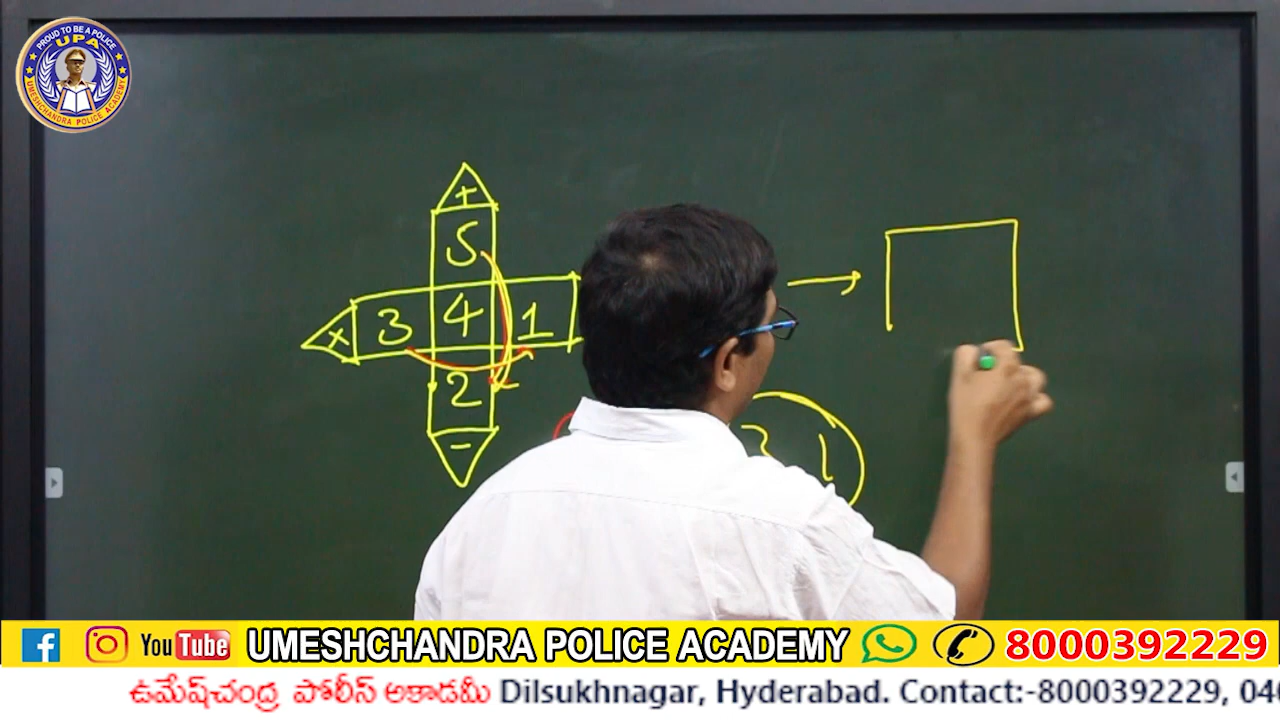 PROUD TO BE A POLICE
UPA
UMESHCHANDRA POLICE ACADEMY
+
5
× 3 4 1
2
-
3 1
You Tube UMESHCHANDRA POLICE ACADEMY 8000392229
ఉమేష్‌చంద్ర పోలీస్ అకాడమీ Dilsukhnagar, Hyderabad. Contact:-8000392229, 040